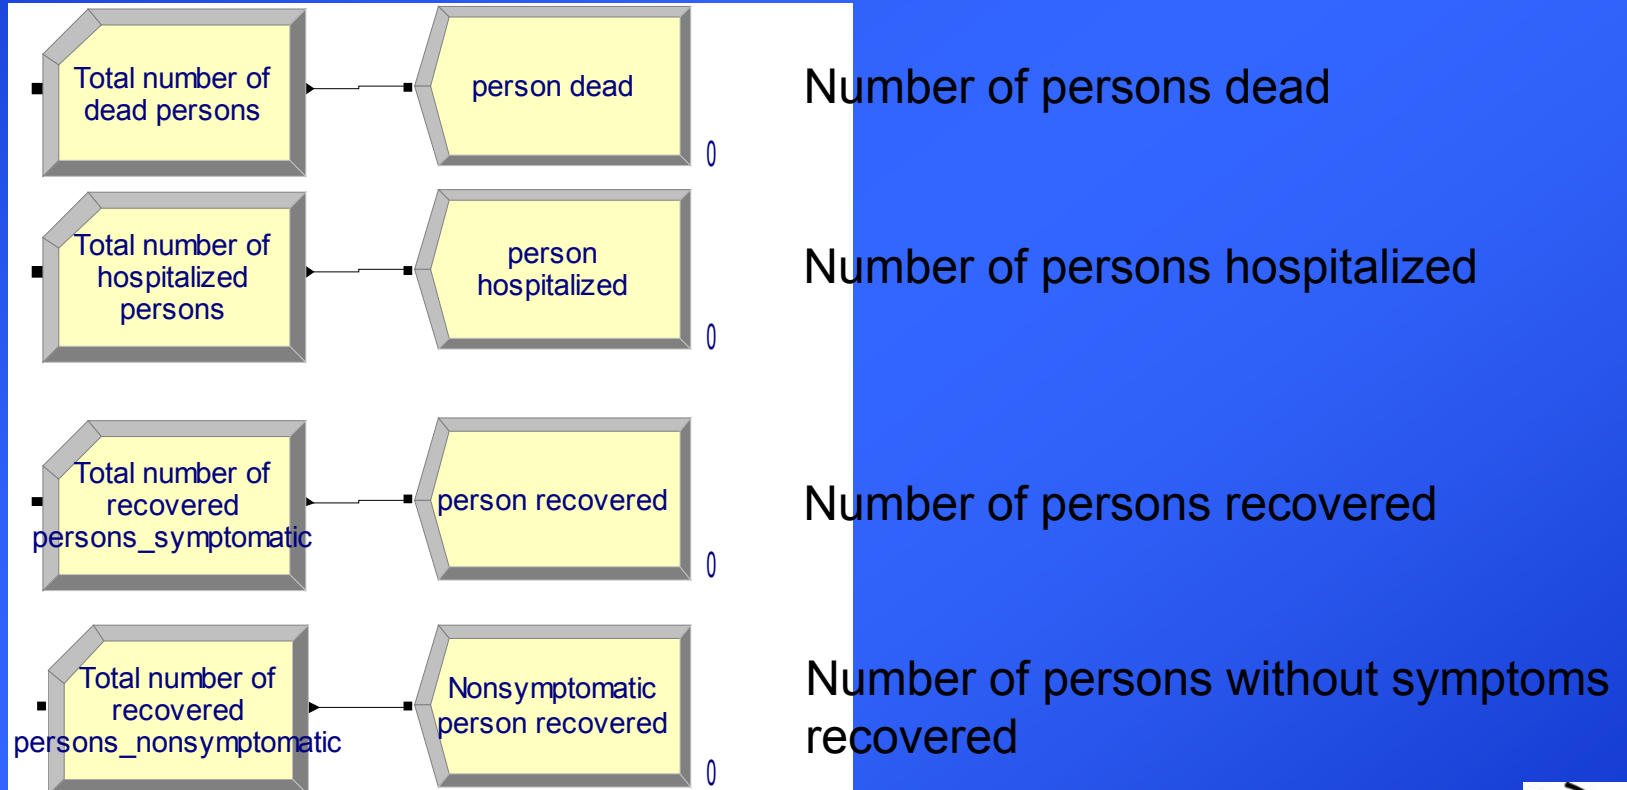 Total number of
dead persons
person dead
0
Number of persons dead
Total number of
hospitalized
persons
person
hospitalized
0
Number of persons hospitalized
Total number of
recovered
persons_symptomatic
person recovered
0
Number of persons recovered
Total number of
recovered
persons_nonsymptomatic
Nonsymptomatic
person recovered
0
Number of persons without symptoms
recovered